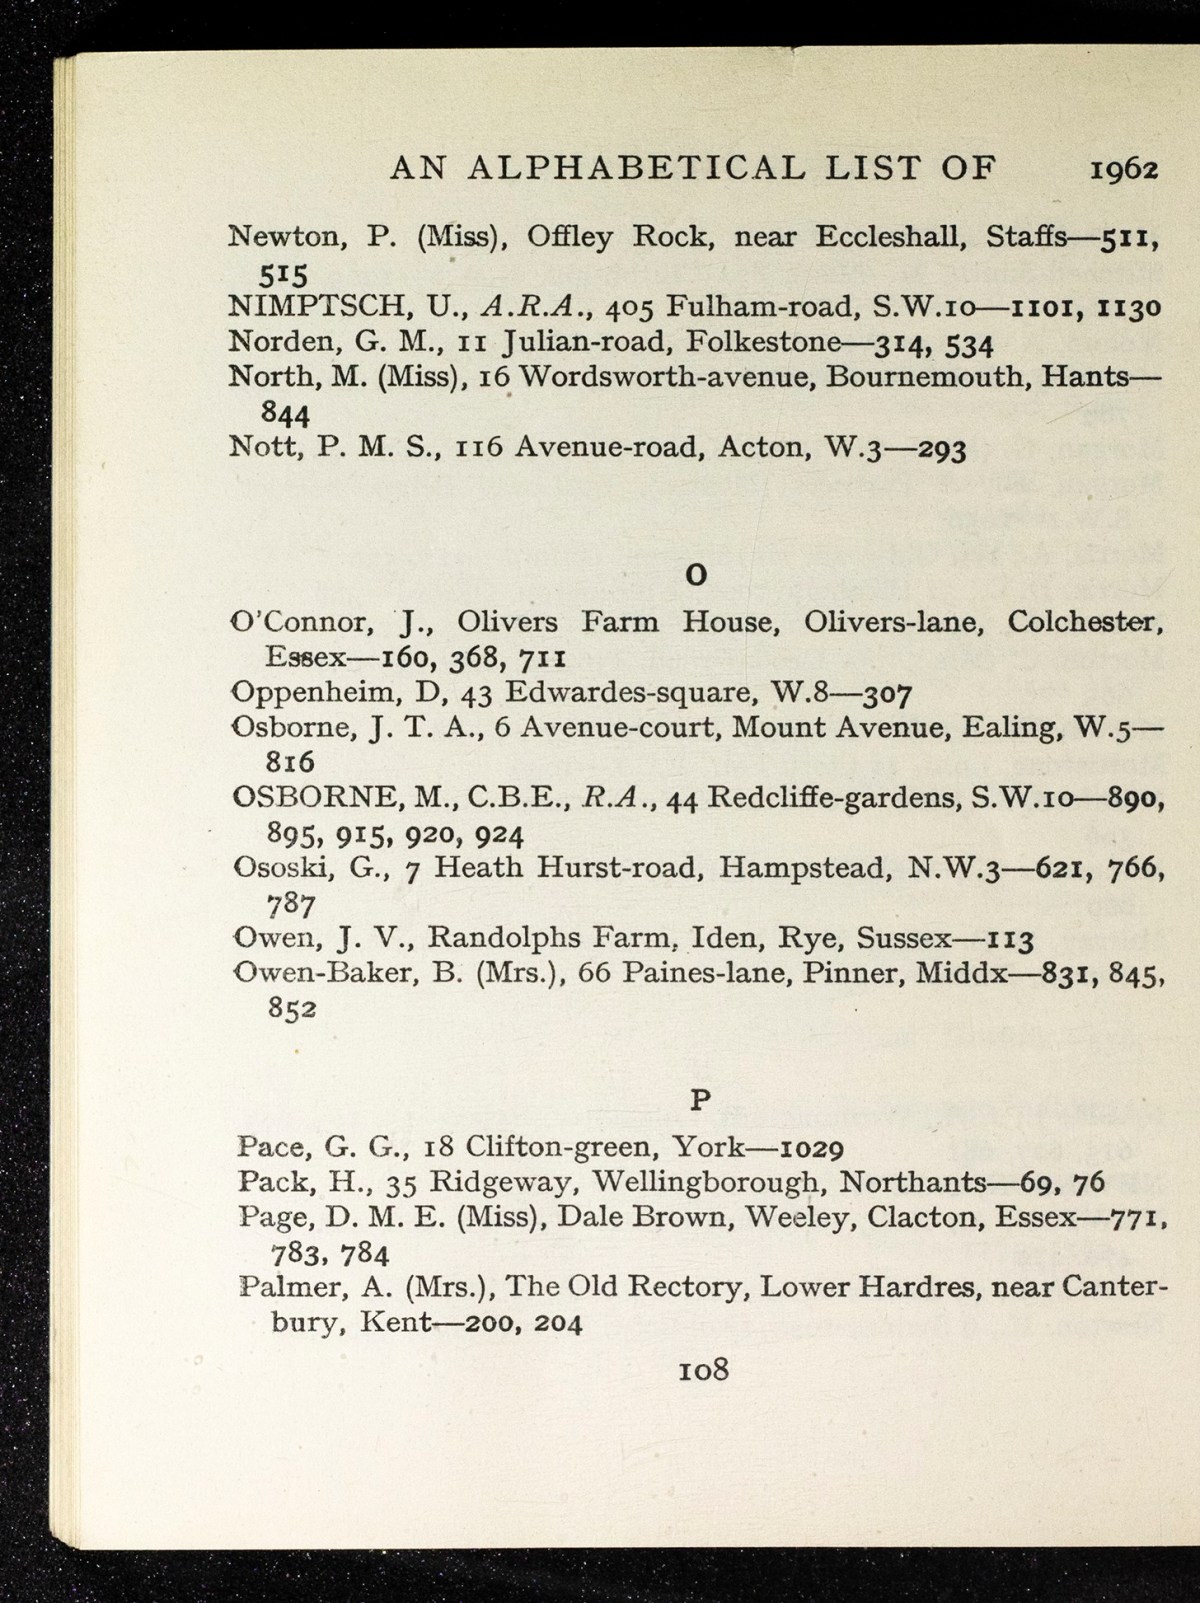 AN ALPHABETICAL LIST OF 1962
Newton, P. (Miss), Offley Rock, near Eccleshall, Staffs—511,
515
NIMPTSCH, U., A.R.A., 405 Fulham-road, S.W.10—1101, 1130
Norden, G. M., 11 Julian-road, Folkestone—314, 534
North, M. (Miss), 16 Wordsworth-avenue, Bournemouth, Hants—
844
Nott, P. M. S., 116 Avenue-road, Acton, W.3—293
O
O'Connor, J., Olivers Farm House, Olivers-lane, Colchester,
Essex—160, 368, 711
Oppenheim, D, 43 Edwardes-square, W.8—307
Osborne, J. T. A., 6 Avenue-court, Mount Avenue, Ealing, W.5—
816
OSBORNE, M., C.B.E., R.A., 44 Redcliffe-gardens, S.W.10—890,
895, 915, 920, 924
Ososki, G., 7 Heath Hurst-road, Hampstead, N.W.3—621, 766,
787
Owen, J. V., Randolphs Farm, Iden, Rye, Sussex—113
Owen-Baker, B. (Mrs.), 66 Paines-lane, Pinner, Middx—831, 845,
852
P
Pace, G. G., 18 Clifton-green, York—1029
Pack, H., 35 Ridgeway, Wellingborough, Northants—69, 76
Page, D. M. E. (Miss), Dale Brown, Weeley, Clacton, Essex—771,
783, 784
Palmer, A. (Mrs.), The Old Rectory, Lower Hardres, near Canter-
bury, Kent—200, 204
108